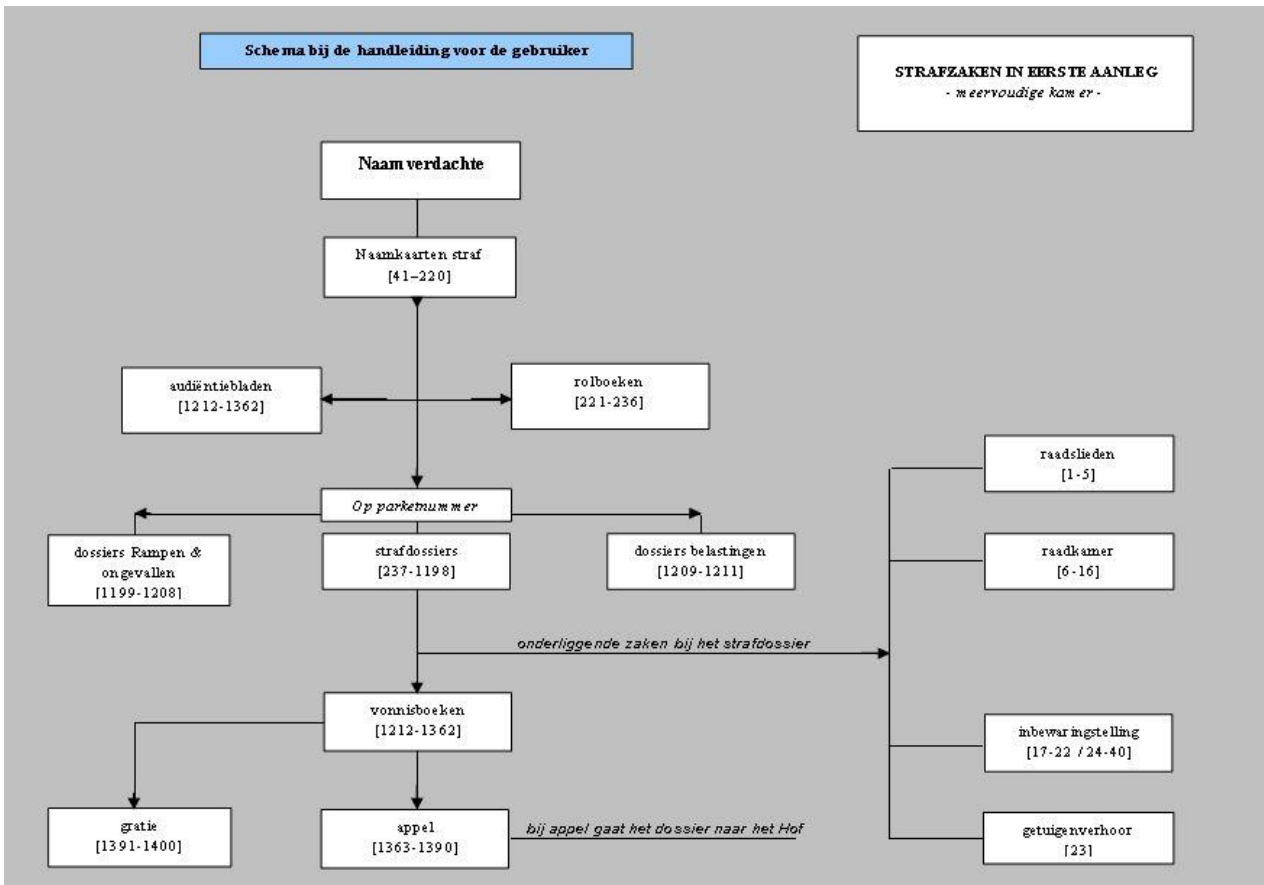 Schema bij de handleiding voor de gebruiker
STRAFZAKEN IN EERSTE AANLEG
- meervoudige kamer -
Naam verdachte
Naamkaarten straf
[41–220]
audiëntiebladen
[1212-1362]
rolboeken
[221-236]
raadslieden
[1-5]
Op parketnummer
dossiers Rampen &
ongevallen
[1199-1208]
strafdossiers
[237-1198]
dossiers belastingen
[1209-1211]
raadkamer
[6-16]
onderliggende zaken bij het strafdossier
vonnisboeken
[1212-1362]
inbewaringstelling
[17-22 / 24-40]
gratie
[1391-1400]
appel
[1363-1390]
bij appel gaat het dossier naar het Hof
getuigenverhoor
[23]